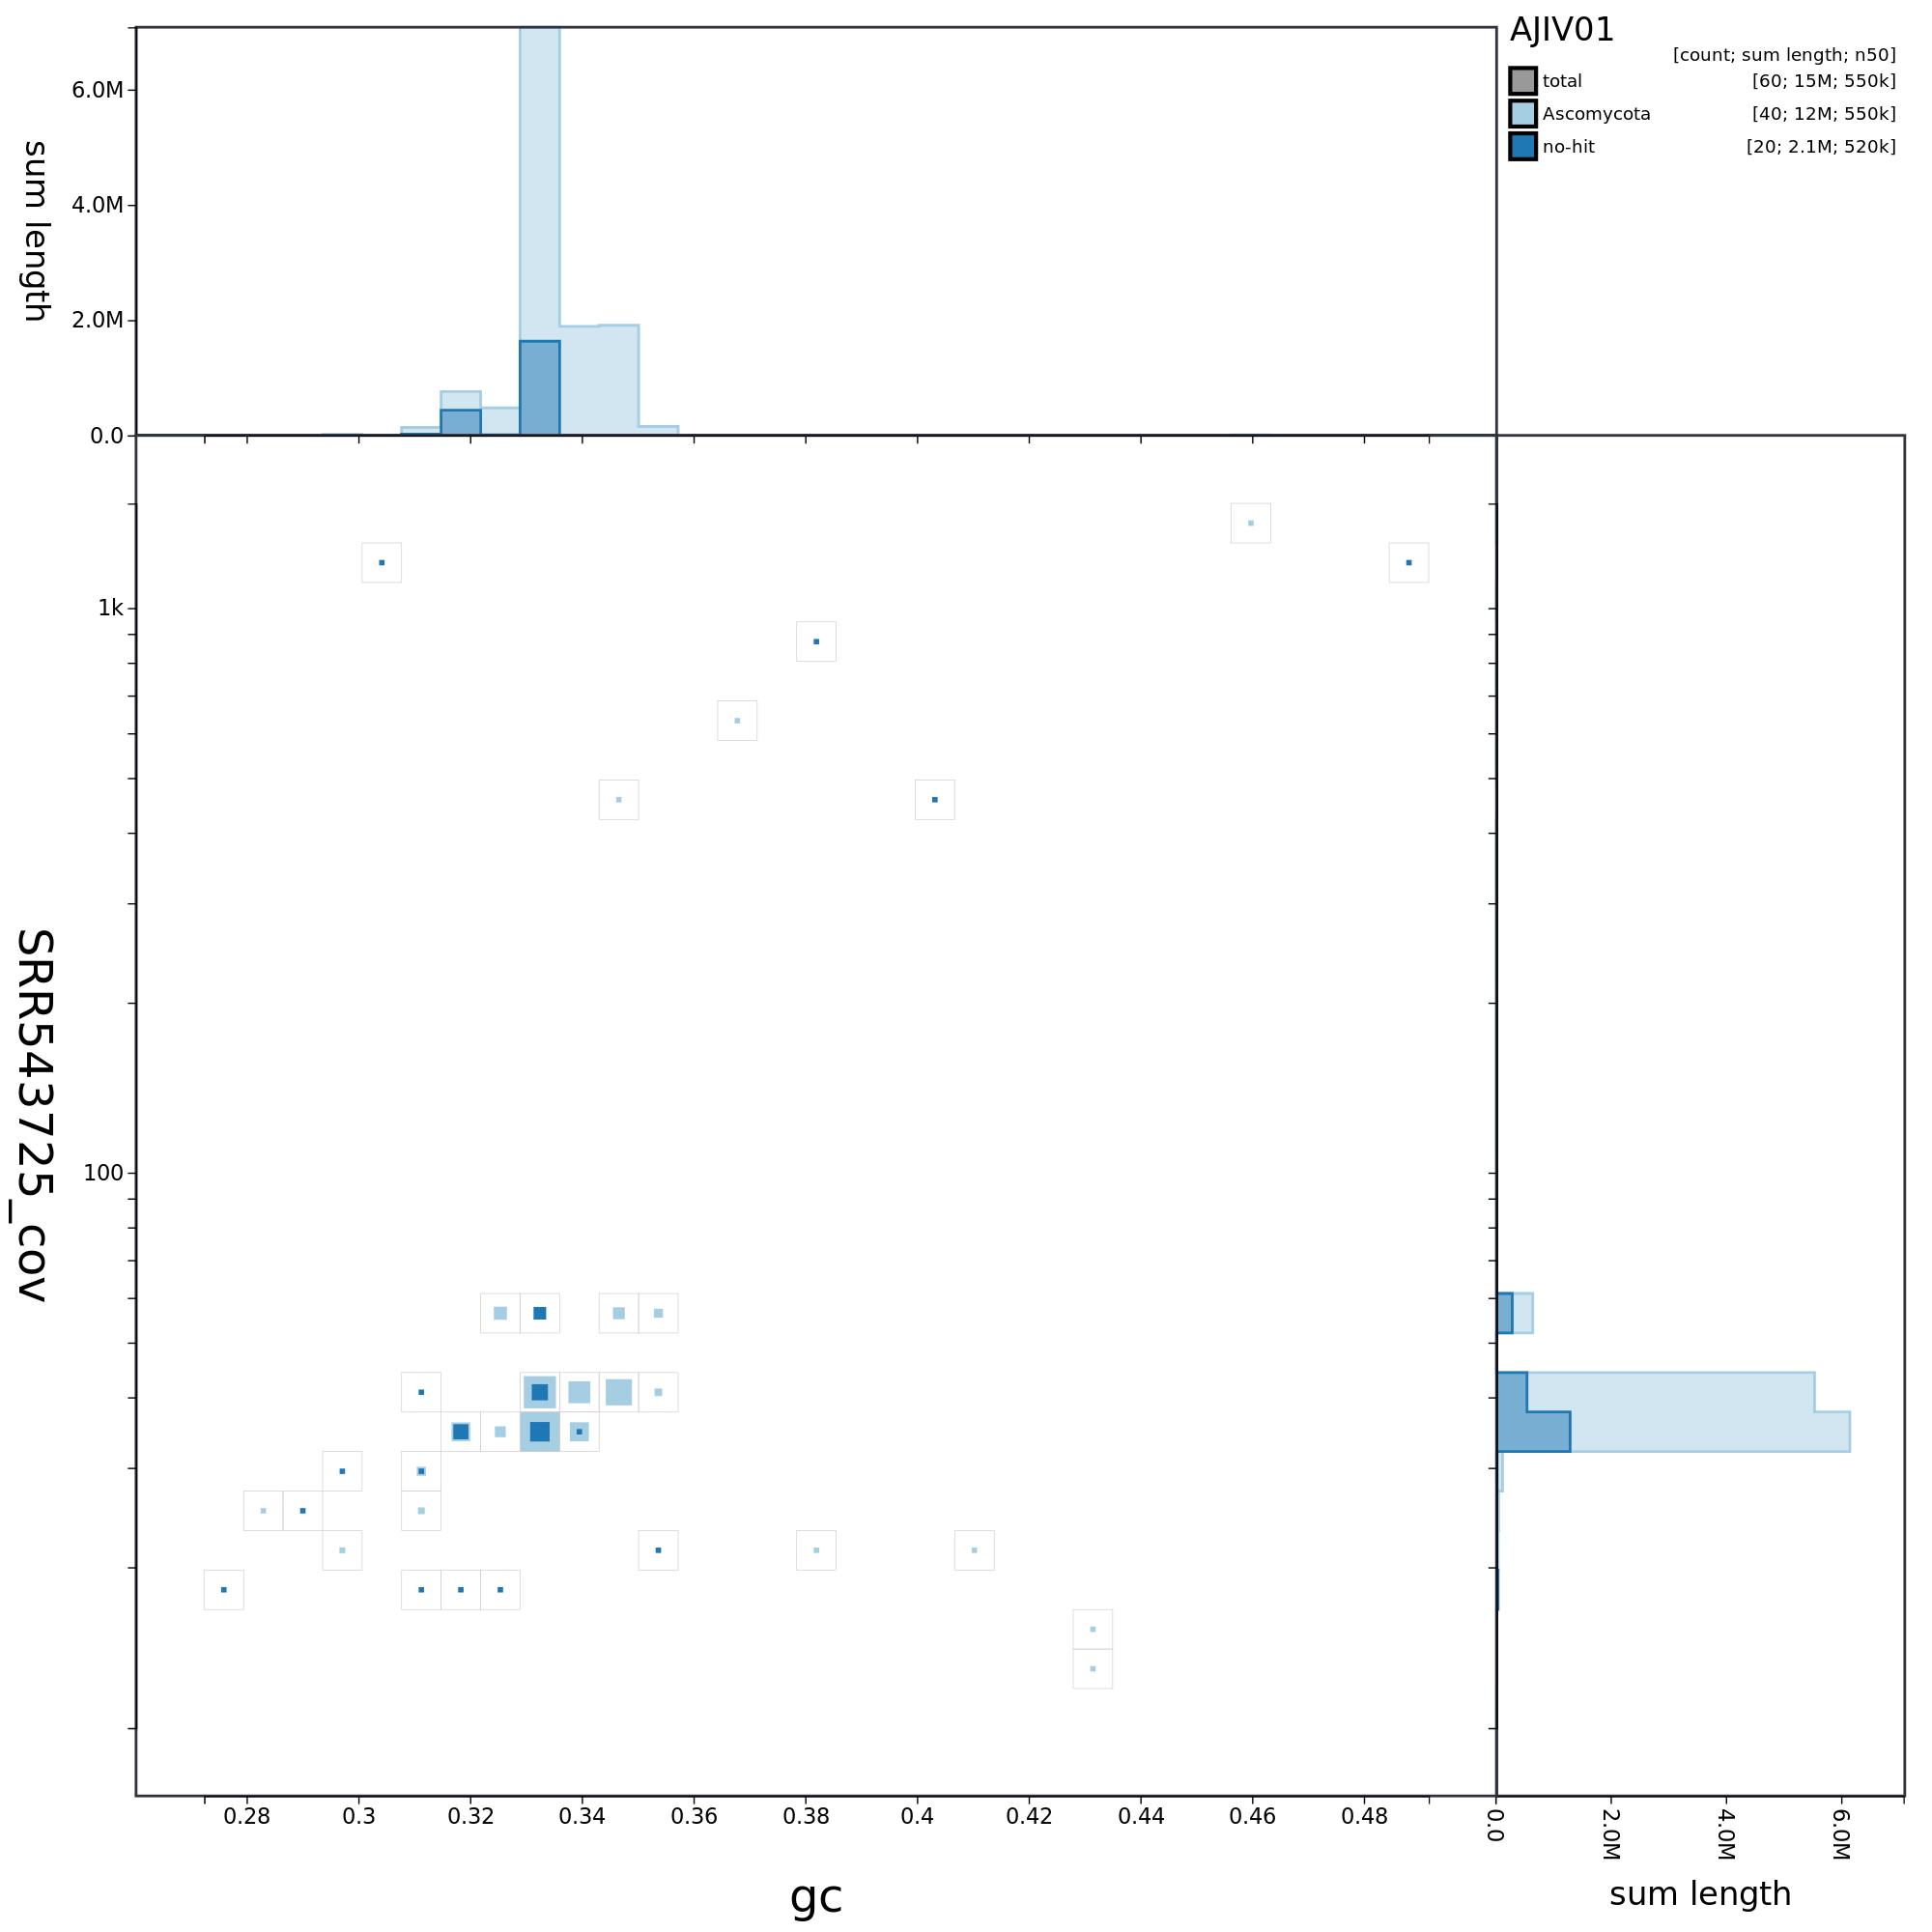 AJIV01
[count; sum length; n50]
total [60; 15M; 550k]
Ascomycota [40; 12M; 550k]
no-hit [20; 2.1M; 520k]
sum length
6.0M
4.0M
2.0M
0.0
SRR543725_cov
1k
100
0.28 0.3 0.32 0.34 0.36 0.38 0.4 0.42 0.44 0.46 0.48
gc
0.0 2.0M 4.0M 6.0M
sum length